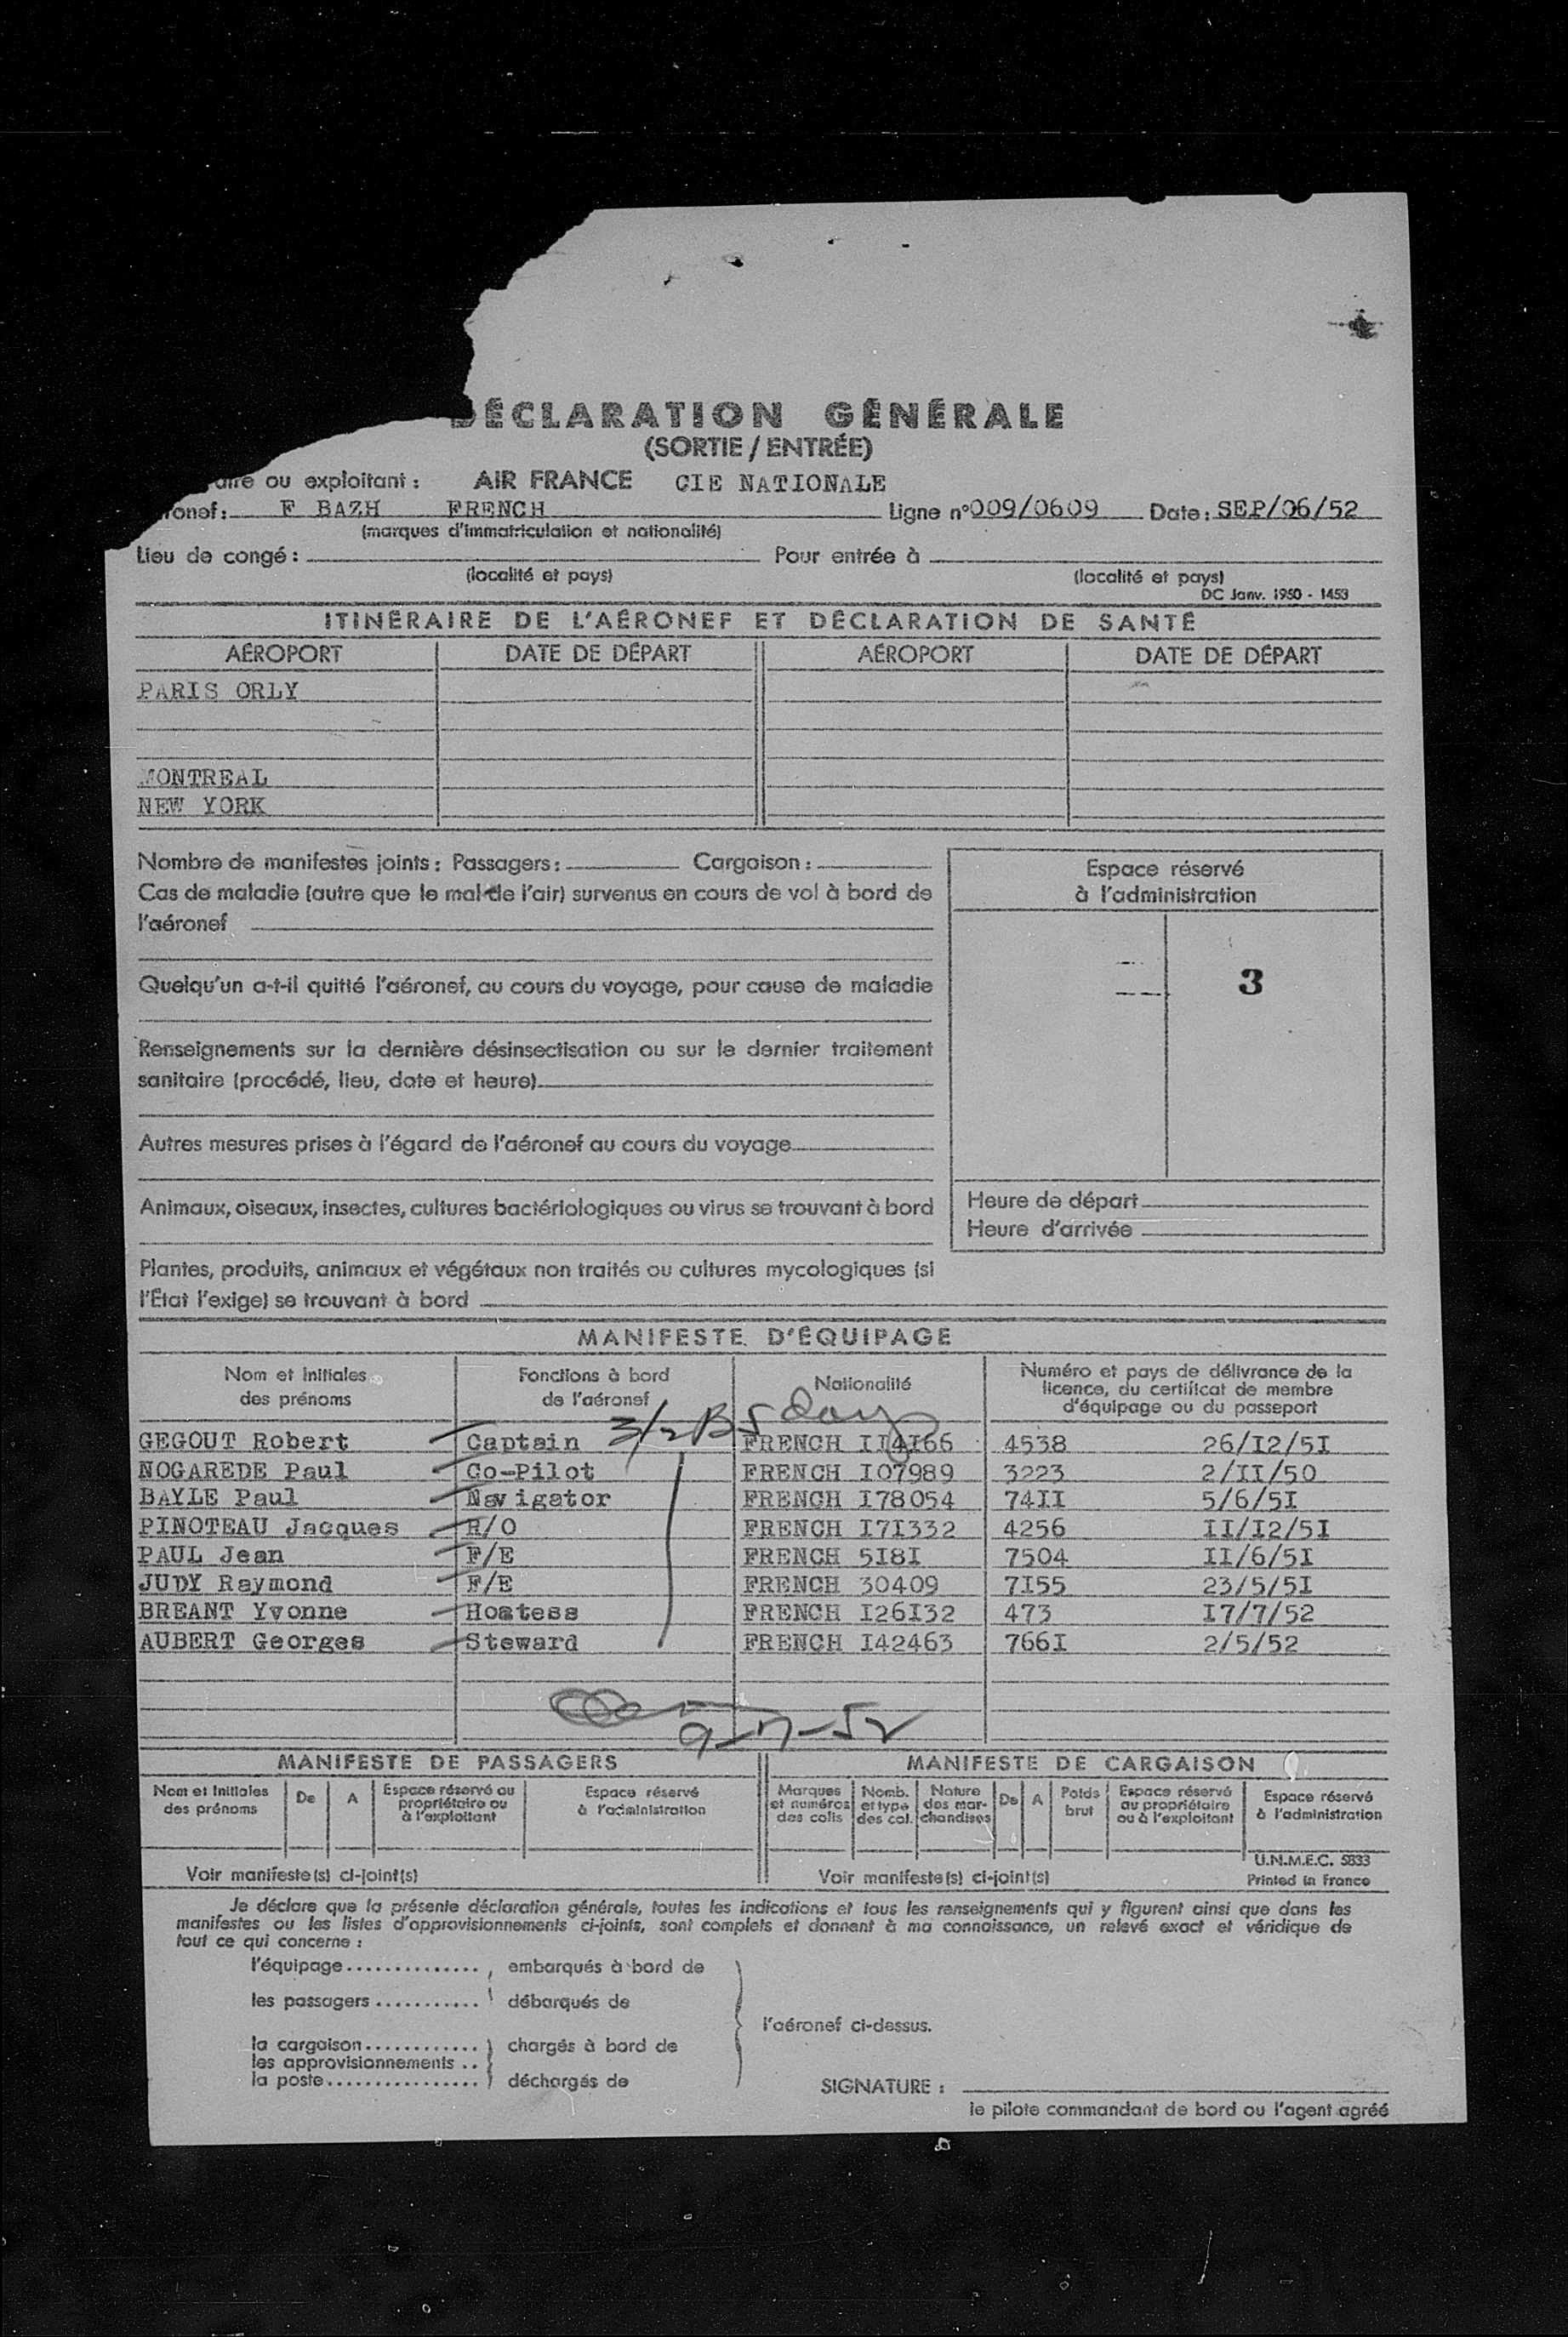 DÉCLARATION GÉNÉRALE
(SORTIE / ENTRÉE)
ou exploitant : AIR FRANCE CIE NATIONALE
F BAZH FRENCH Ligne n° 009/0609 Date : SEP/06/52
(marques d'immatriculation et nationalité)
Lieu de congé : Pour entrée à
(localité et pays) (localité et pays)
DC Janv. 1950 - 1453
ITINÉRAIRE DE L'AÉRONEF ET DÉCLARATION DE SANTÉ
AÉROPORT DATE DE DÉPART AÉROPORT DATE DE DÉPART
PARIS ORLY
MONTREAL
NEW YORK
Nombre de manifestes joints : Passagers : Cargaison :
Cas de maladie (autre que le mal de l'air) survenus en cours de vol à bord de
l'aéronef
Quelqu'un a-t-il quitté l'aéronef, au cours du voyage, pour cause de maladie
Renseignements sur la dernière désinsectisation ou sur le dernier traitement
sanitaire (procédé, lieu, date et heure)
Autres mesures prises à l'égard de l'aéronef au cours du voyage
Animaux, oiseaux, insectes, cultures bactériologiques ou virus se trouvant à bord
Plantes, produits, animaux et végétaux non traités ou cultures mycologiques (si
l'État l'exige) se trouvant à bord
Espace réservé
à l'administration
3
Heure de départ
Heure d'arrivée
MANIFESTE D'ÉQUIPAGE
Nom et initiales des prénoms Fonctions à bord de l'aéronef Nationalité Numéro et pays de délivrance de la licence, du certificat de membre d'équipage ou du passeport
GEGOUT Robert Captain FRENCH II4I66 4538 26/I2/5I
NOGAREDE Paul Co-Pilot FRENCH I07989 3223 2/II/50
BAYLE Paul Navigator FRENCH I78054 74II 5/6/5I
PINOTEAU Jacques R/O FRENCH I7I332 4256 II/I2/5I
PAUL Jean F/E FRENCH 5I8I 7504 II/6/5I
JUDY Raymond F/E FRENCH 30409 7I55 23/5/5I
BREANT Yvonne Hostess FRENCH I26I32 473 I7/7/52
AUBERT Georges Steward FRENCH I42463 766I 2/5/52
9-7-52
MANIFESTE DE PASSAGERS
Nom et initiales des prénoms De A Espace réservé au propriétaire ou à l'exploitant Espace réservé à l'administration
Voir manifeste(s) ci-joint(s)
MANIFESTE DE CARGAISON
Marques et numéros des colis Nomb. et type des col. Nature des marchandises De A Poids brut Espace réservé au propriétaire ou à l'exploitant Espace réservé à l'administration
Voir manifeste(s) ci-joint(s)
U.N.M.E.C. 5833
Printed in France
Je déclare que la présente déclaration générale, toutes les indications et tous les renseignements qui y figurent ainsi que dans les
manifestes ou les listes d'approvisionnements ci-joints, sont complets et donnent à ma connaissance, un relevé exact et véridique de
tout ce qui concerne :
l'équipage.............. embarqués à bord de
les passagers........... débarqués de
l'aéronef ci-dessus.
la cargaison............ chargés à bord de
les approvisionnements ..
la poste................ déchargés de
SIGNATURE :
le pilote commandant de bord ou l'agent agréé